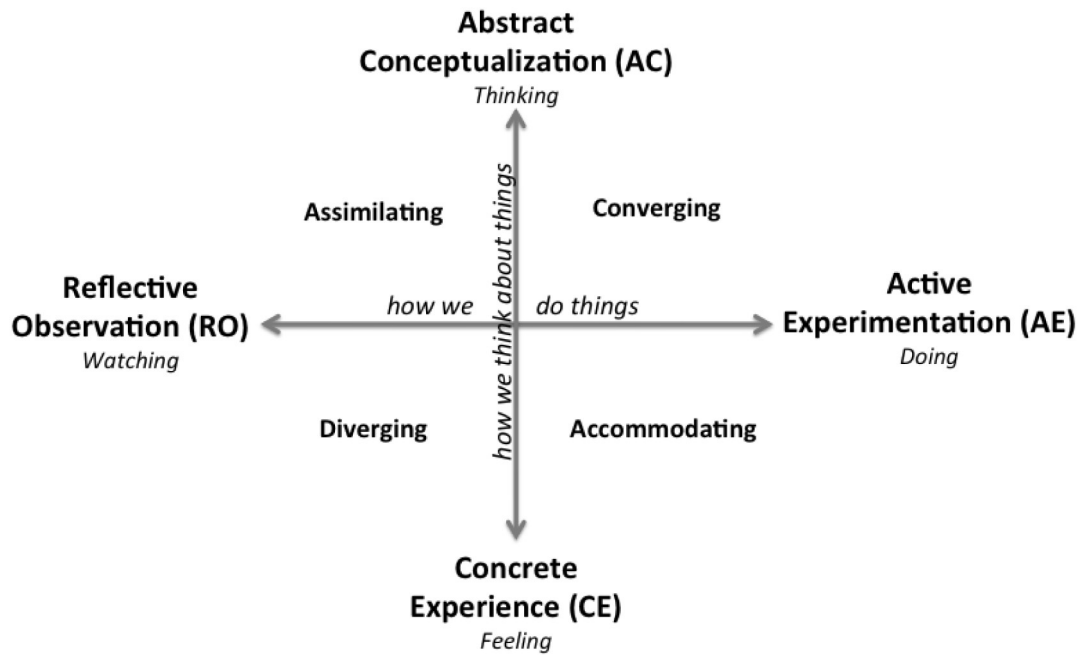 Abstract
Conceptualization (AC)
Thinking
how we think about things
Assimilating
Converging
Reflective
Observation (RO)
Watching
how we do things
Active
Experimentation (AE)
Doing
Diverging
Accommodating
Concrete
Experience (CE)
Feeling